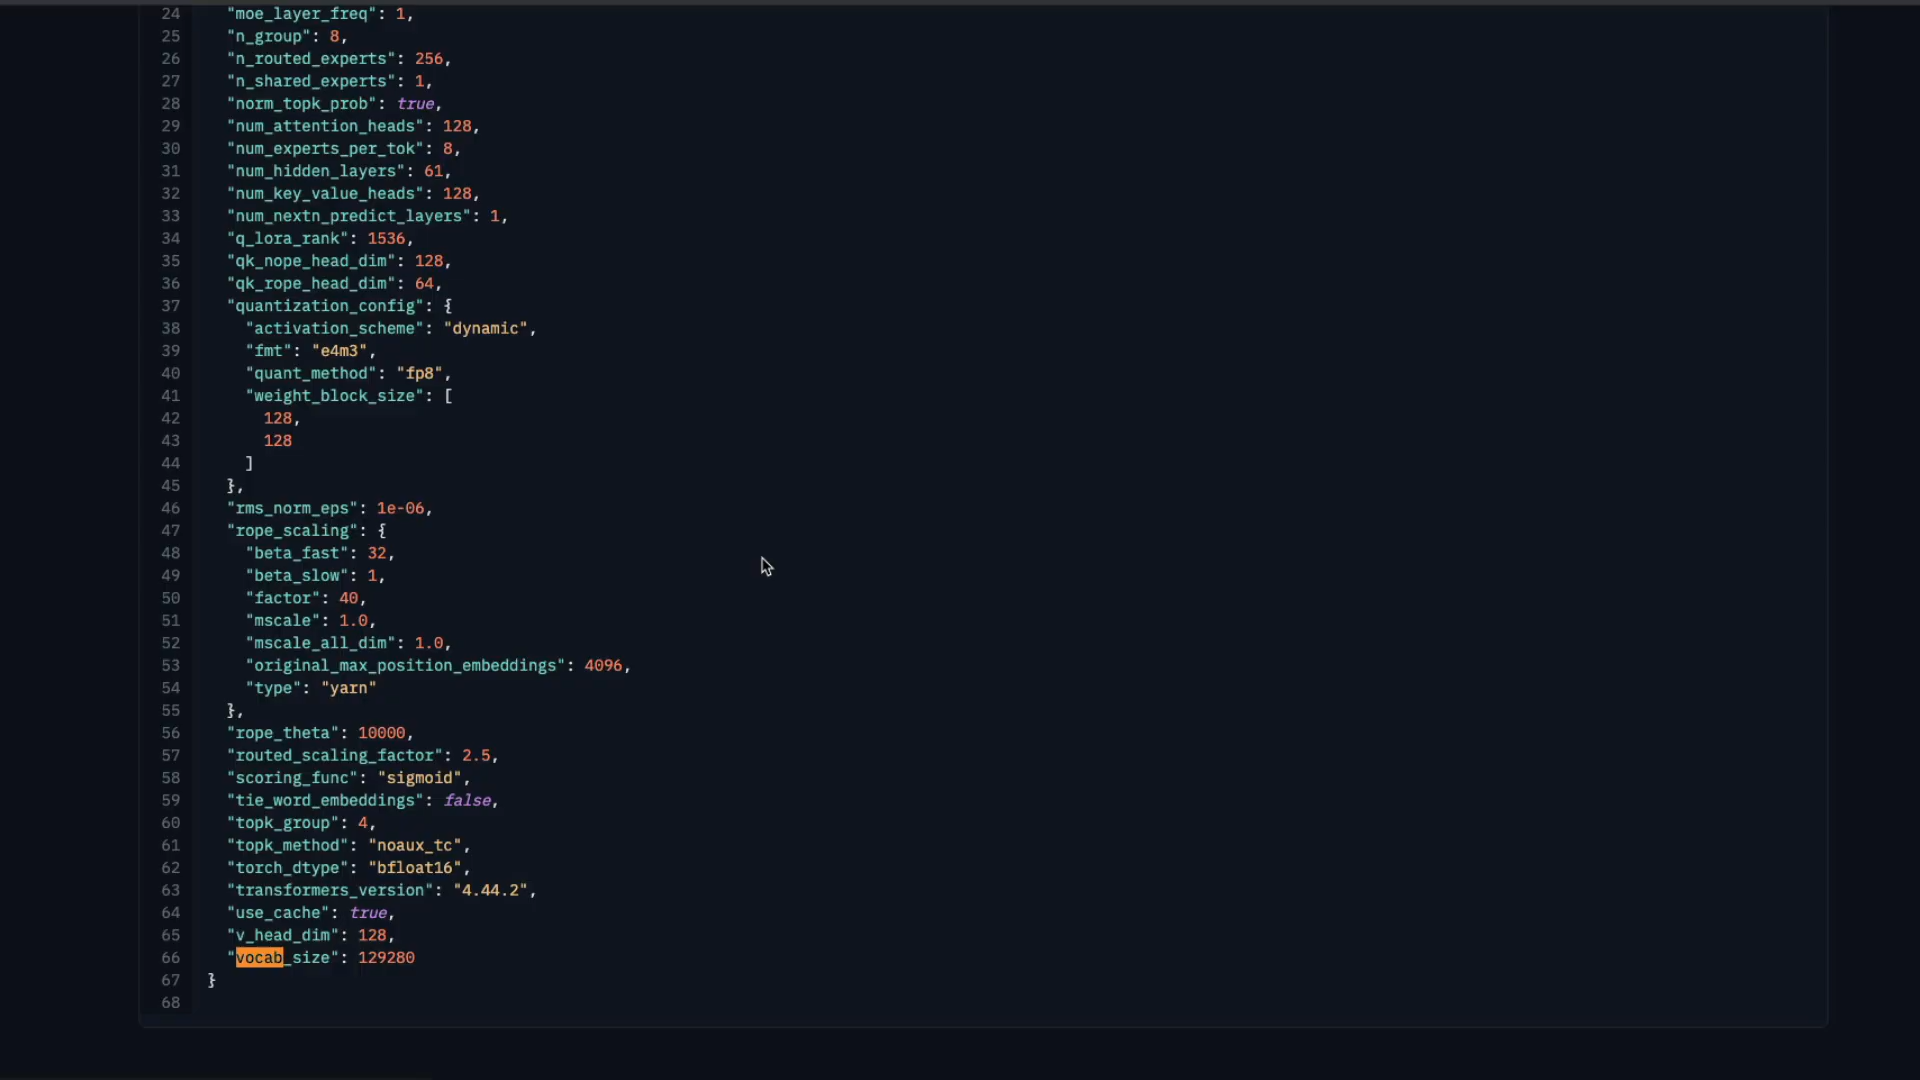 24 "moe_layer_freq": 1,
25 "n_group": 8,
26 "n_routed_experts": 256,
27 "n_shared_experts": 1,
28 "norm_topk_prob": true,
29 "num_attention_heads": 128,
30 "num_experts_per_tok": 8,
31 "num_hidden_layers": 61,
32 "num_key_value_heads": 128,
33 "num_nextn_predict_layers": 1,
34 "q_lora_rank": 1536,
35 "qk_nope_head_dim": 128,
36 "qk_rope_head_dim": 64,
37 "quantization_config": {
38 "activation_scheme": "dynamic",
39 "fmt": "e4m3",
40 "quant_method": "fp8",
41 "weight_block_size": [
42 128,
43 128
44 ]
45 },
46 "rms_norm_eps": 1e-06,
47 "rope_scaling": {
48 "beta_fast": 32,
49 "beta_slow": 1,
50 "factor": 40,
51 "mscale": 1.0,
52 "mscale_all_dim": 1.0,
53 "original_max_position_embeddings": 4096,
54 "type": "yarn"
55 },
56 "rope_theta": 10000,
57 "routed_scaling_factor": 2.5,
58 "scoring_func": "sigmoid",
59 "tie_word_embeddings": false,
60 "topk_group": 4,
61 "topk_method": "noaux_tc",
62 "torch_dtype": "bfloat16",
63 "transformers_version": "4.44.2",
64 "use_cache": true,
65 "v_head_dim": 128,
66 "vocab_size": 129280
67 }
68